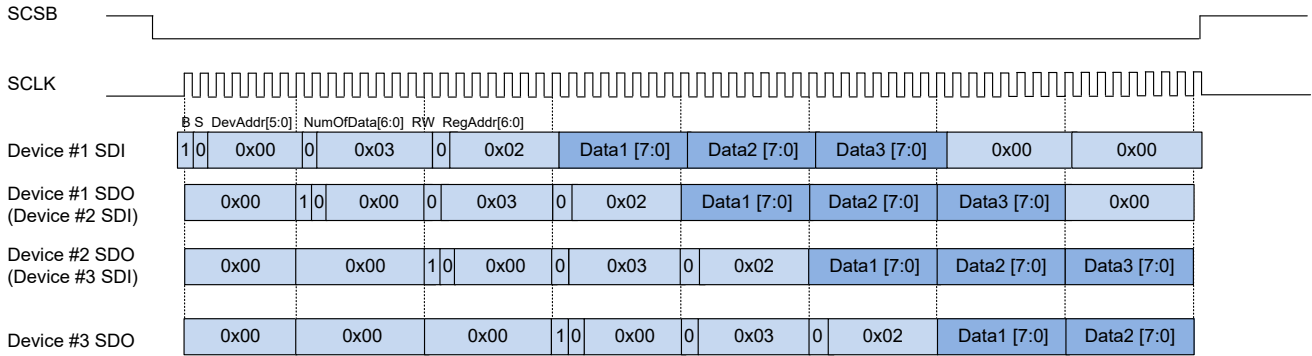 SCSB
SCLK
B S DevAddr[5:0] NumOfData[6:0] RW RegAddr[6:0]
Device #1 SDI 1 0 0x00 0 0x03 0 0x02 Data1 [7:0] Data2 [7:0] Data3 [7:0] 0x00 0x00
Device #1 SDO
(Device #2 SDI)
0x00 1 0 0x00 0 0x03 0 0x02 Data1 [7:0] Data2 [7:0] Data3 [7:0] 0x00
Device #2 SDO
(Device #3 SDI)
0x00 0x00 1 0 0x00 0 0x03 0 0x02 Data1 [7:0] Data2 [7:0] Data3 [7:0]
Device #3 SDO 0x00 0x00 0x00 1 0 0x00 0 0x03 0 0x02 Data1 [7:0] Data2 [7:0]